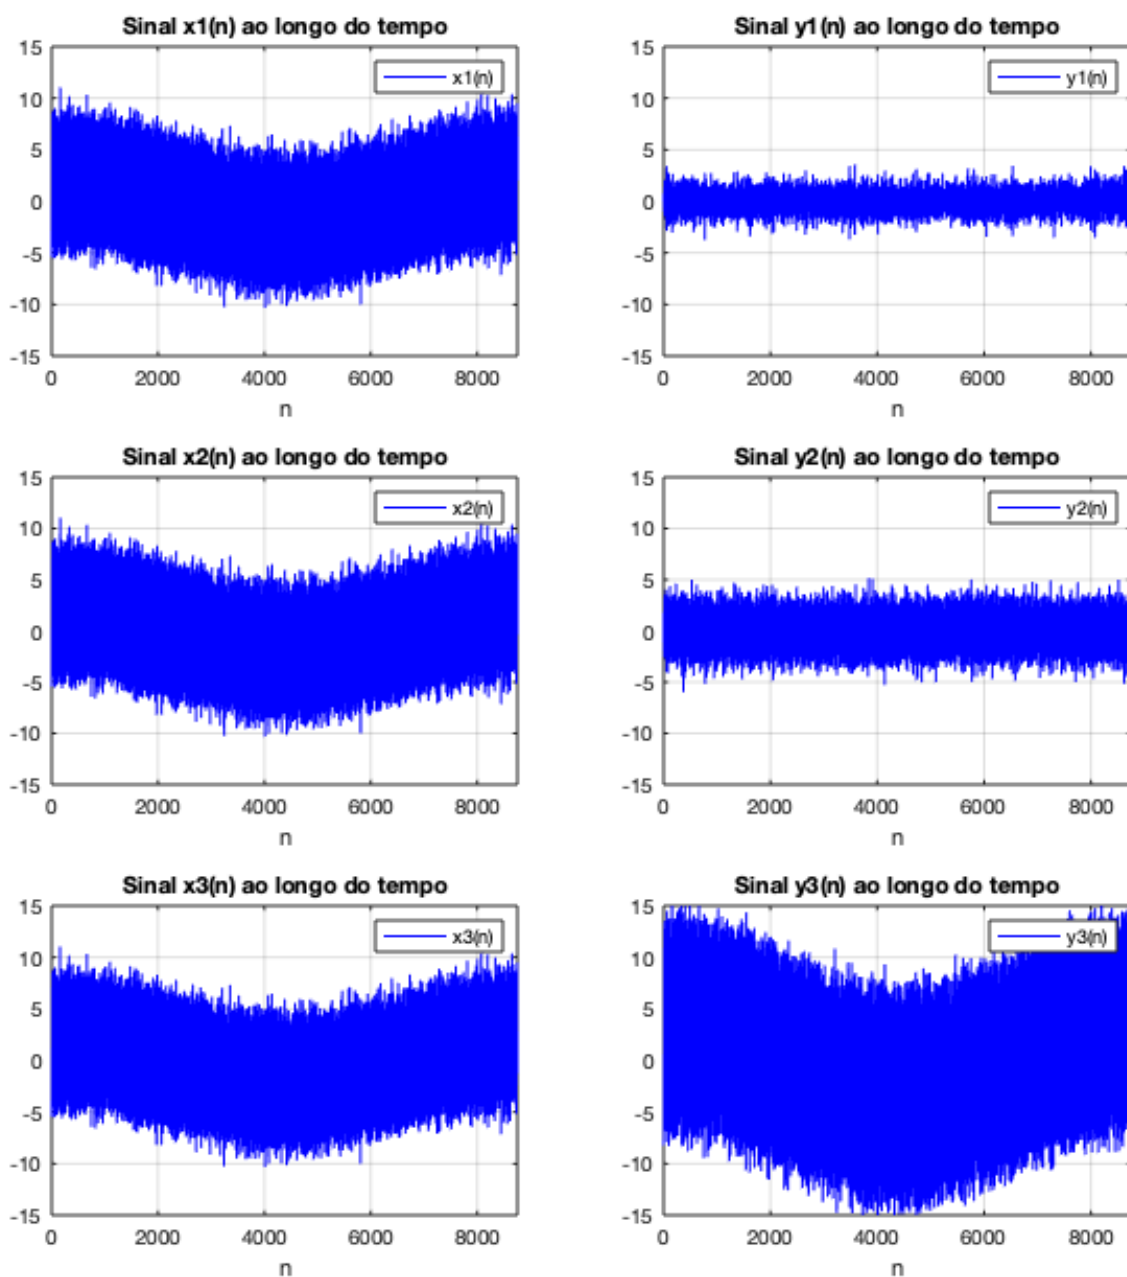 Sinal x1(n) ao longo do tempo
15
x1(n)
10
5
0
-5
-10
-15
0 2000 4000 6000 8000
n
Sinal y1(n) ao longo do tempo
15
y1(n)
10
5
0
-5
-10
-15
0 2000 4000 6000 8000
n
Sinal x2(n) ao longo do tempo
15
x2(n)
10
5
0
-5
-10
-15
0 2000 4000 6000 8000
n
Sinal y2(n) ao longo do tempo
15
y2(n)
10
5
0
-5
-10
-15
0 2000 4000 6000 8000
n
Sinal x3(n) ao longo do tempo
15
x3(n)
10
5
0
-5
-10
-15
0 2000 4000 6000 8000
n
Sinal y3(n) ao longo do tempo
15
y3(n)
10
5
0
-5
-10
-15
0 2000 4000 6000 8000
n